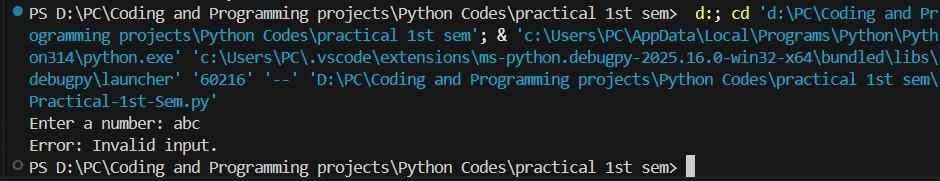 PS D:\PC\Coding and Programming projects\Python Codes\practical 1st sem>  d:; cd 'd:\PC\Coding and Pr
ogramming projects\Python Codes\practical 1st sem'; & 'c:\Users\PC\AppData\Local\Programs\Python\Pyth
on314\python.exe' 'c:\Users\PC\.vscode\extensions\ms-python.debugpy-2025.16.0-win32-x64\bundled\libs\
debugpy\launcher' '60216' '--' 'D:\PC\Coding and Programming projects\Python Codes\practical 1st sem\
Practical-1st-Sem.py'
Enter a number: abc
Error: Invalid input.
PS D:\PC\Coding and Programming projects\Python Codes\practical 1st sem>